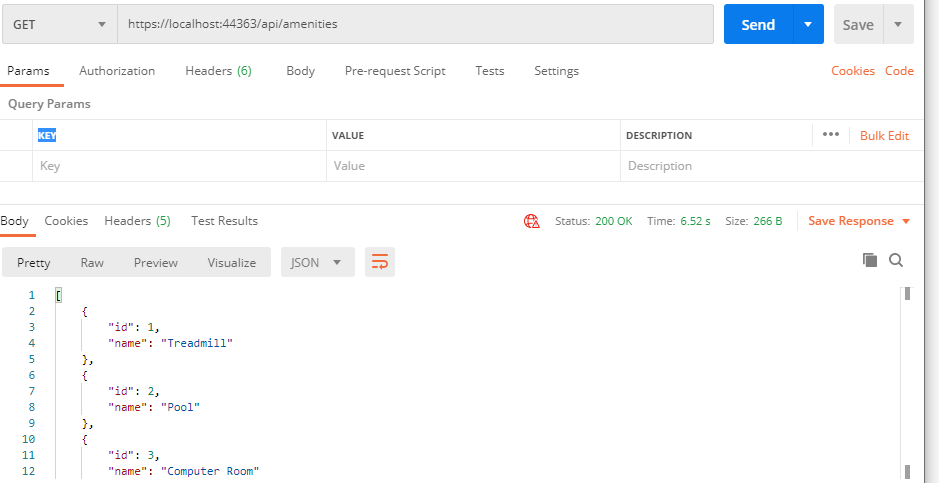 GET https://localhost:44363/api/amenities Send Save
Params Authorization Headers (6) Body Pre-request Script Tests Settings Cookies Code
Query Params
KEY VALUE DESCRIPTION ••• Bulk Edit
Key Value Description
Body Cookies Headers (5) Test Results Status: 200 OK Time: 6.52 s Size: 266 B Save Response
Pretty Raw Preview Visualize JSON
1 [
2 {
3 "id": 1,
4 "name": "Treadmill"
5 },
6 {
7 "id": 2,
8 "name": "Pool"
9 },
10 {
11 "id": 3,
12 "name": "Computer Room"